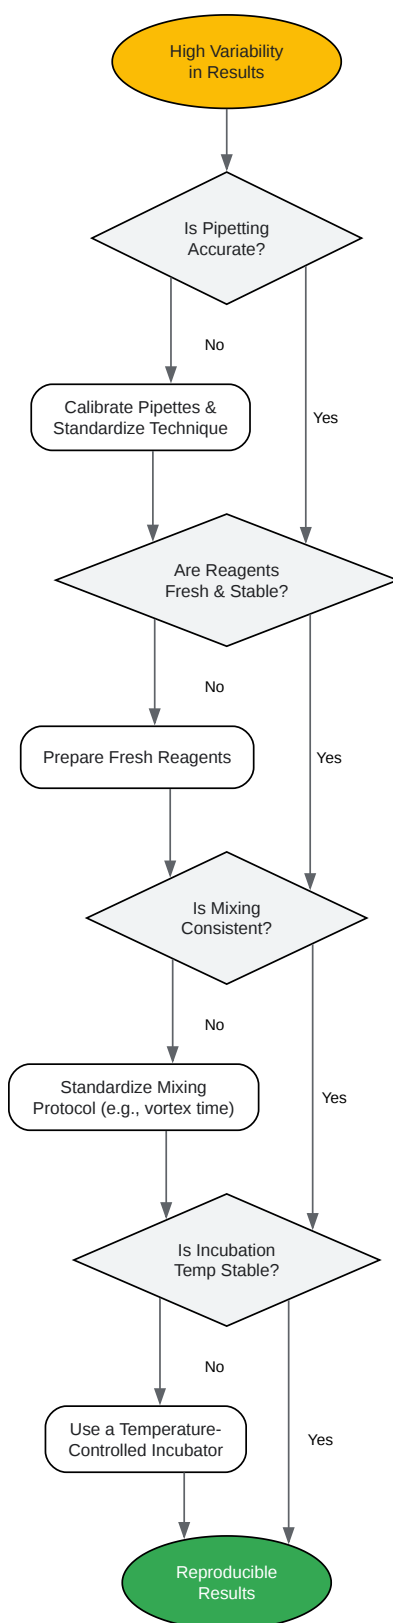 High Variability
in Results
Is Pipetting
Accurate?
No
Calibrate Pipettes &
Standardize Technique
Yes
Are Reagents
Fresh & Stable?
No
Prepare Fresh Reagents
Yes
Is Mixing
Consistent?
No
Standardize Mixing
Protocol (e.g., vortex time)
Yes
Is Incubation
Temp Stable?
No
Use a Temperature-
Controlled Incubator
Yes
Reproducible
Results